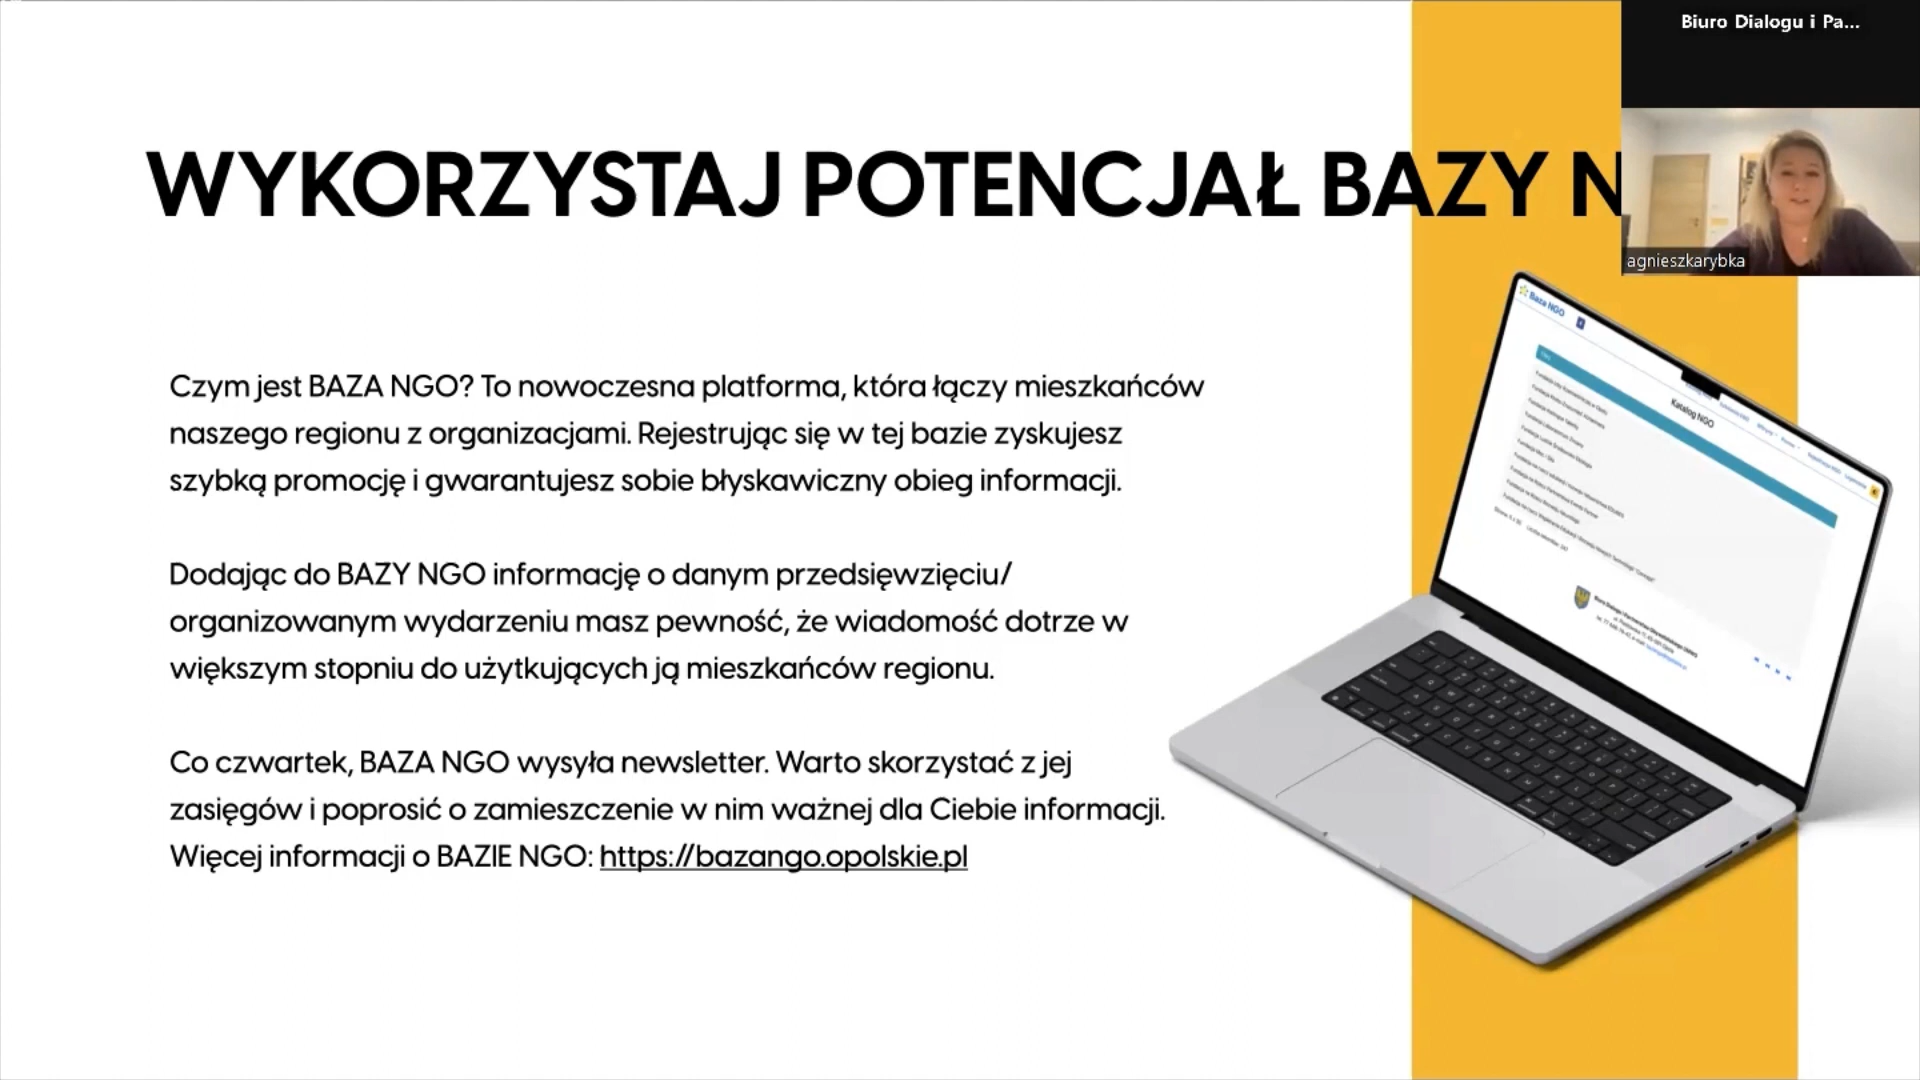 Biuro Dialogu i Pa...
WYKORZYSTAJ POTENCJAŁ BAZY N
agnieszkarybka
Czym jest BAZA NGO? To nowoczesna platforma, która łączy mieszkańców
naszego regionu z organizacjami. Rejestrując się w tej bazie zyskujesz
szybką promocję i gwarantujesz sobie błyskawiczny obieg informacji.
Dodając do BAZY NGO informację o danym przedsięwzięciu/
organizowanym wydarzeniu masz pewność, że wiadomość dotrze w
większym stopniu do użytkujących ją mieszkańców regionu.
Co czwartek, BAZA NGO wysyła newsletter. Warto skorzystać z jej
zasięgów i poprosić o zamieszczenie w nim ważnej dla Ciebie informacji.
Więcej informacji o BAZIE NGO: https://bazango.opolskie.pl
Baza NGO
Katalog NGO